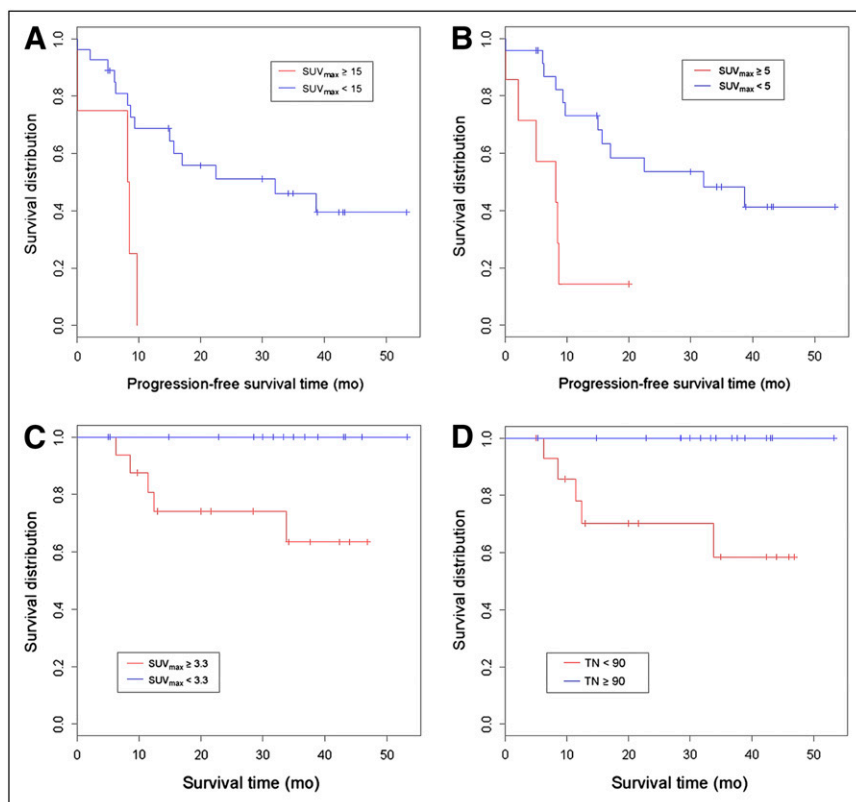 A
SUVmax ≥ 15
SUVmax < 15
Survival distribution
1.0
0.8
0.6
0.4
0.2
0.0
0 10 20 30 40 50
Progression-free survival time (mo)
B
SUVmax ≥ 5
SUVmax < 5
Survival distribution
1.0
0.8
0.6
0.4
0.2
0.0
0 10 20 30 40 50
Progression-free survival time (mo)
C
Survival distribution
1.0
0.8
0.6
0.4
0.2
0.0
SUVmax ≥ 3.3
SUVmax < 3.3
0 10 20 30 40 50
Survival time (mo)
D
Survival distribution
1.0
0.8
0.6
0.4
0.2
0.0
TN < 90
TN ≥ 90
0 10 20 30 40 50
Survival time (mo)